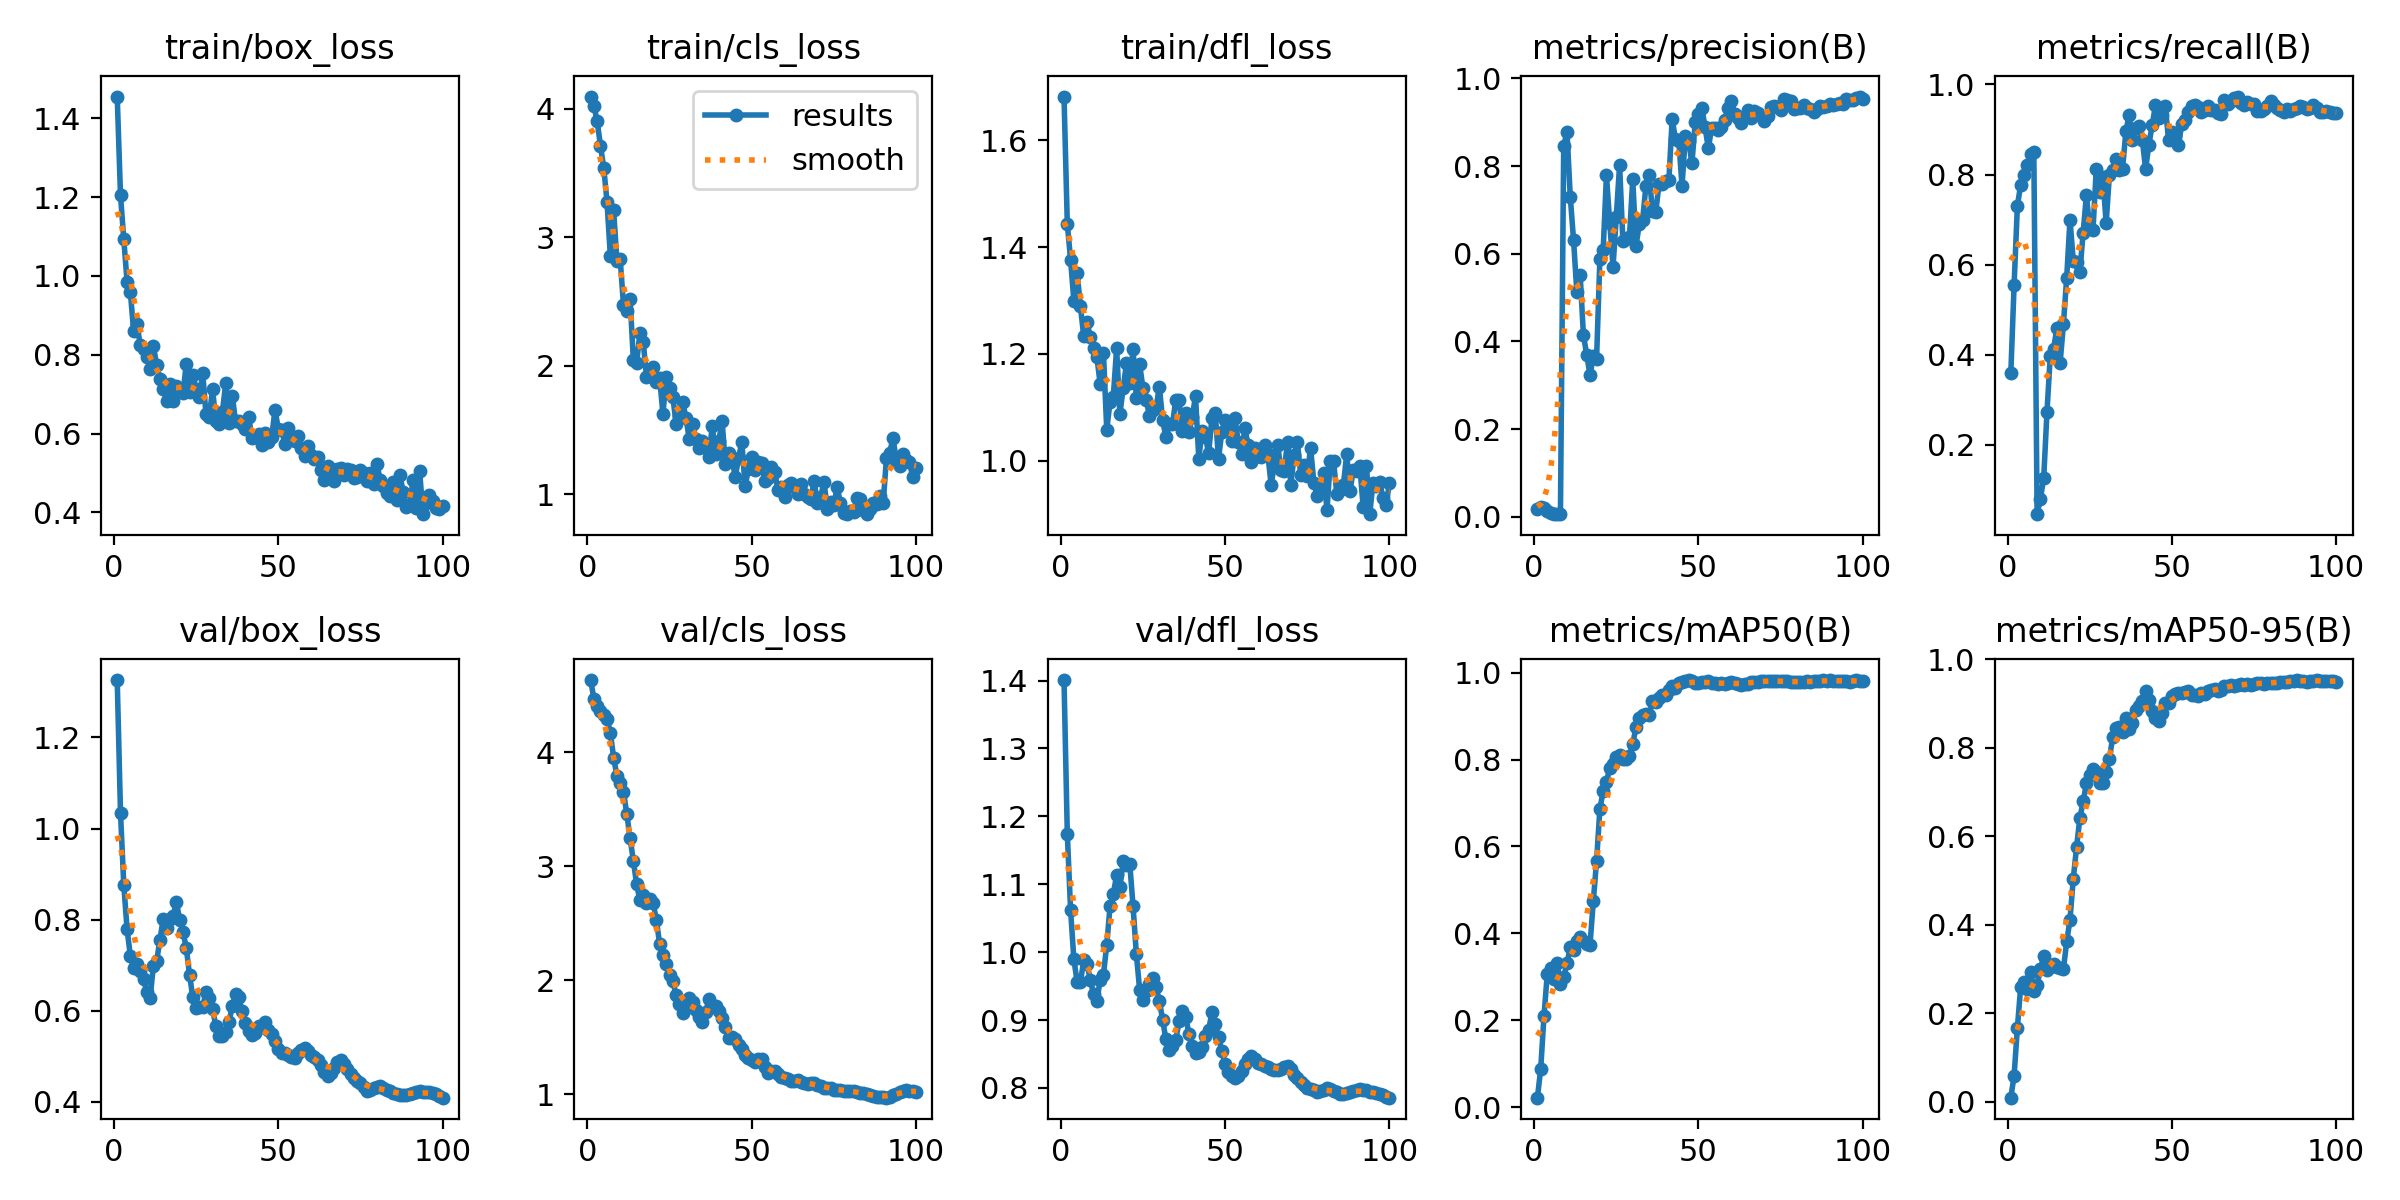 train/box_loss
1.4
1.2
1.0
0.8
0.6
0.4
0 50 100
train/cls_loss
results
smooth
4
3
2
1
0 50 100
train/dfl_loss
1.6
1.4
1.2
1.0
0 50 100
metrics/precision(B)
1.0
0.8
0.6
0.4
0.2
0.0
0 50 100
metrics/recall(B)
1.0
0.8
0.6
0.4
0.2
0 50 100
val/box_loss
1.2
1.0
0.8
0.6
0.4
0 50 100
val/cls_loss
4
3
2
1
0 50 100
val/dfl_loss
1.4
1.3
1.2
1.1
1.0
0.9
0.8
0 50 100
metrics/mAP50(B)
1.0
0.8
0.6
0.4
0.2
0.0
0 50 100
metrics/mAP50-95(B)
1.0
0.8
0.6
0.4
0.2
0.0
0 50 100